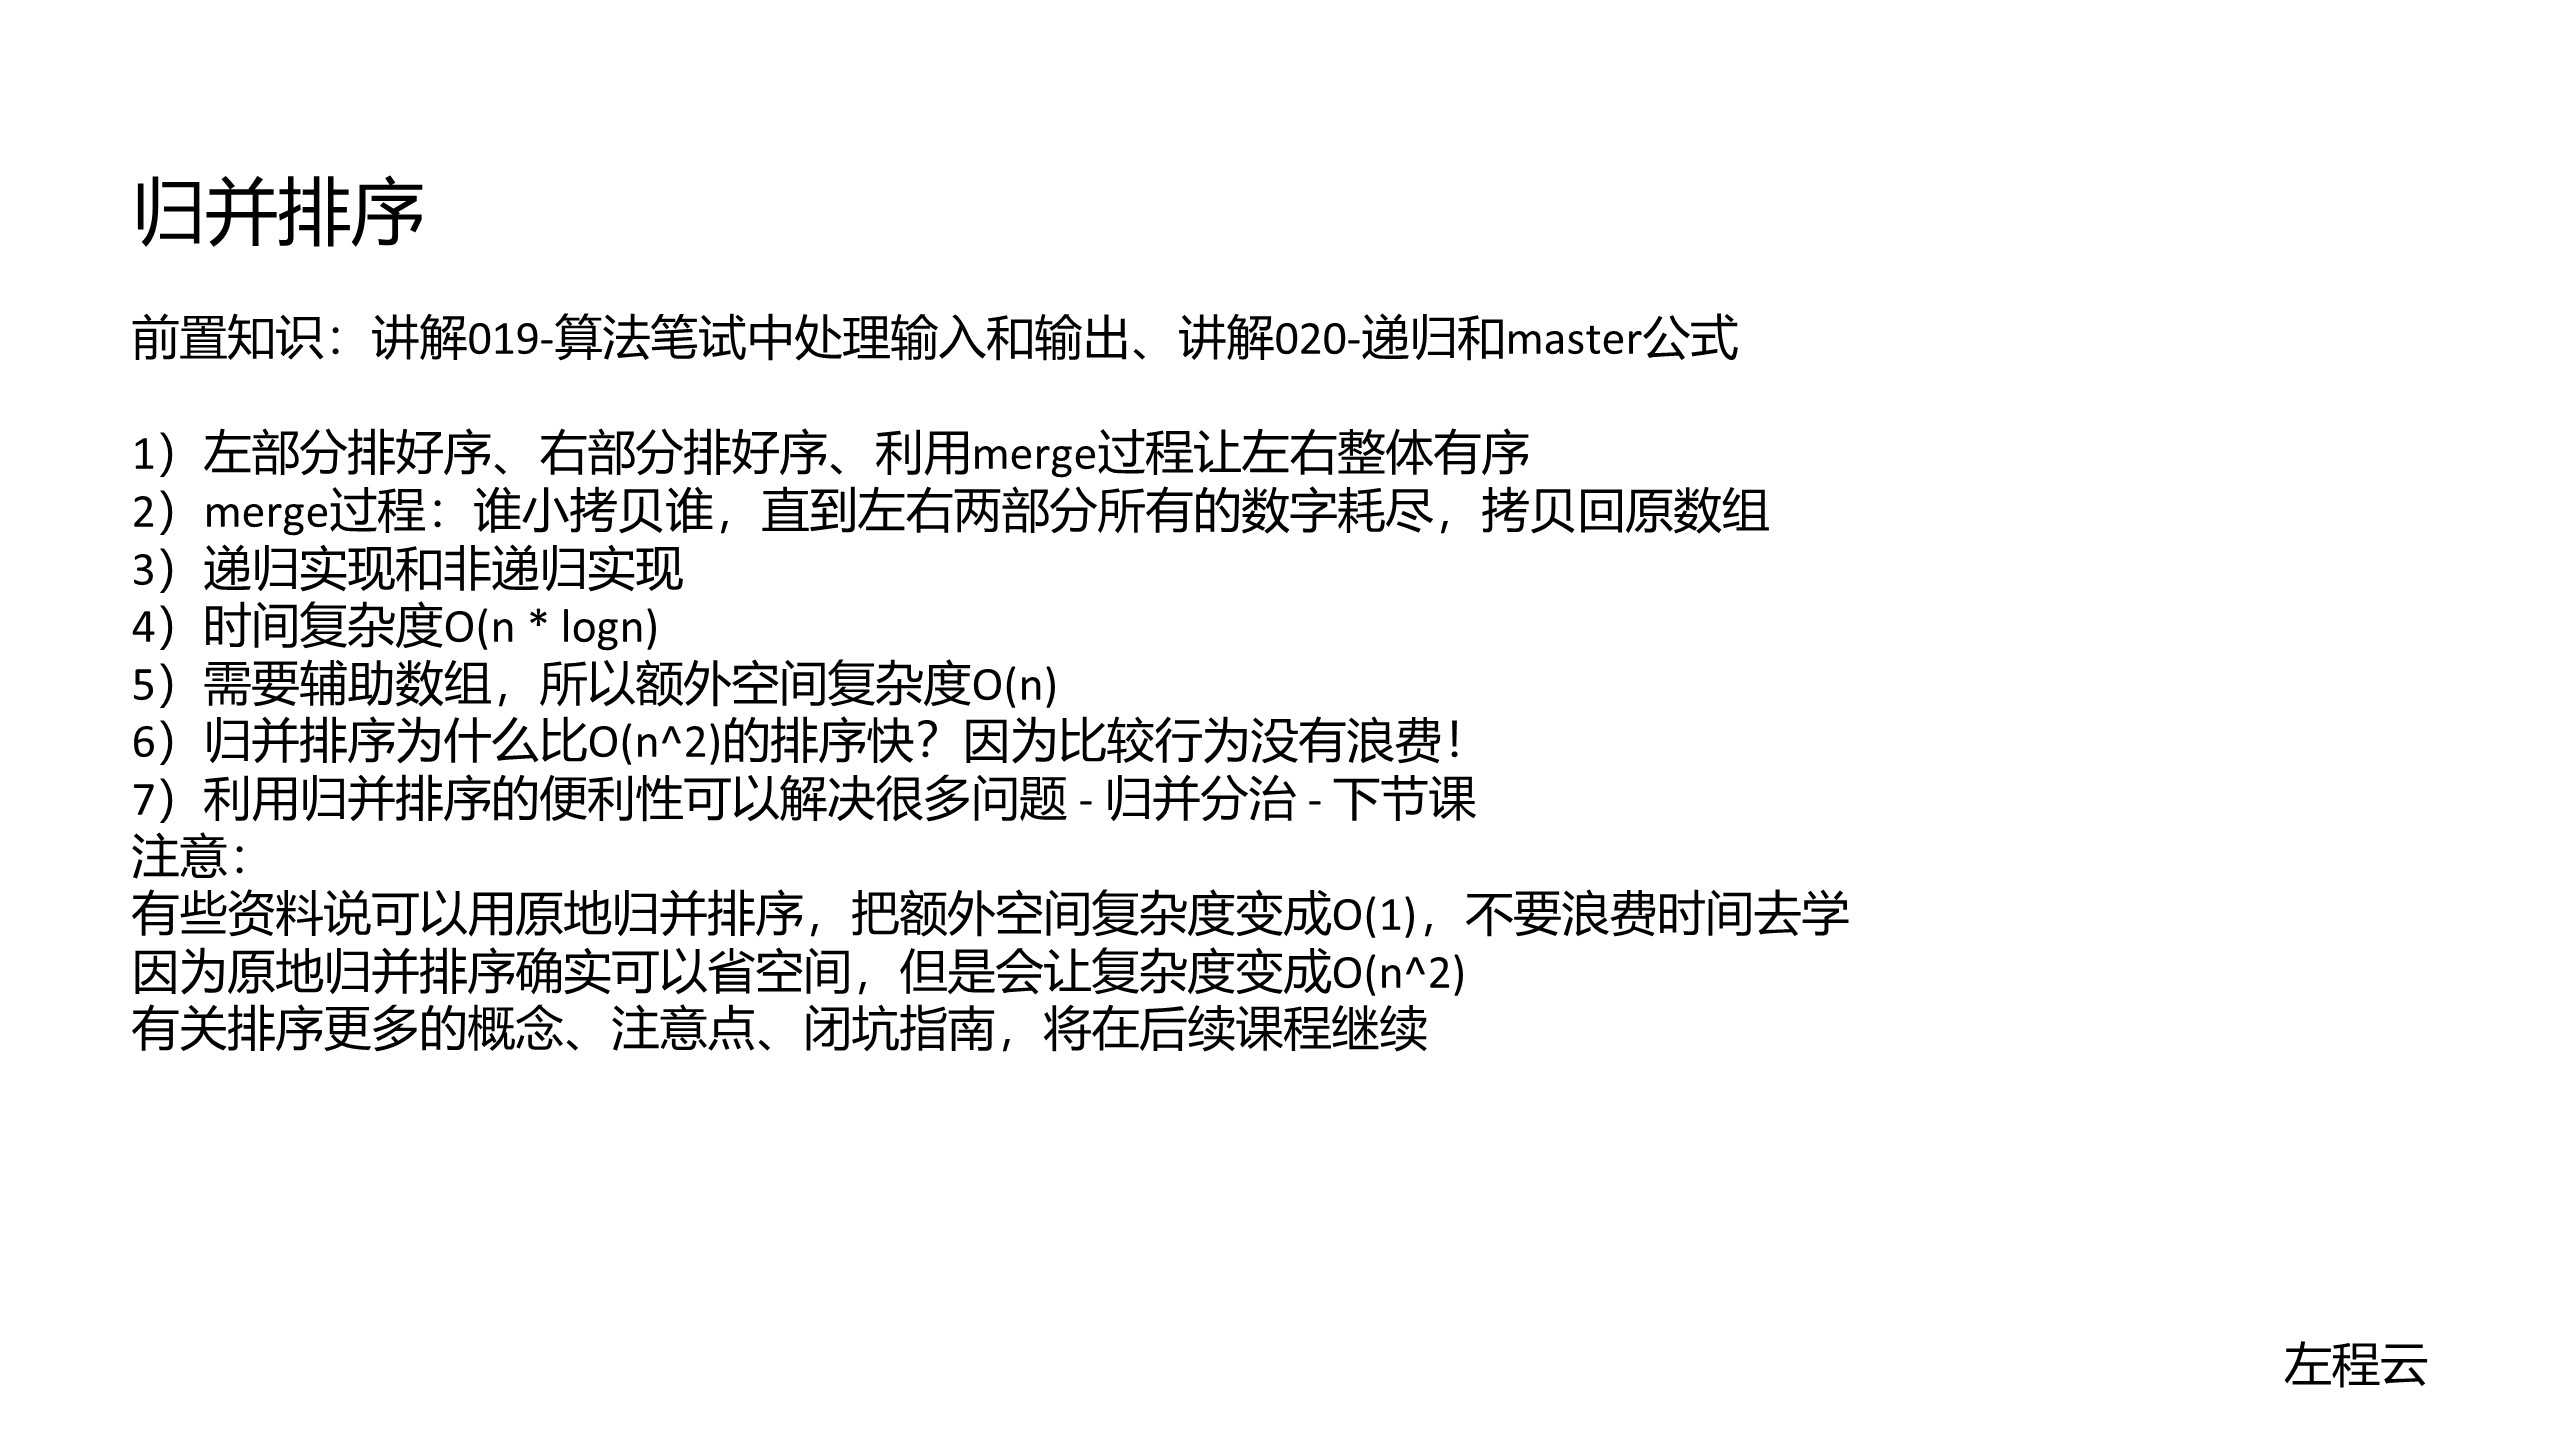 归并排序
前置知识：讲解019-算法笔试中处理输入和输出、讲解020-递归和master公式
1）左部分排好序、右部分排好序、利用merge过程让左右整体有序
2）merge过程：谁小拷贝谁，直到左右两部分所有的数字耗尽，拷贝回原数组
3）递归实现和非递归实现
4）时间复杂度O(n * logn)
5）需要辅助数组，所以额外空间复杂度O(n)
6）归并排序为什么比O(n^2)的排序快？因为比较行为没有浪费！
7）利用归并排序的便利性可以解决很多问题 - 归并分治 - 下节课
注意：
有些资料说可以用原地归并排序，把额外空间复杂度变成O(1)，不要浪费时间去学
因为原地归并排序确实可以省空间，但是会让复杂度变成O(n^2)
有关排序更多的概念、注意点、闭坑指南，将在后续课程继续
左程云